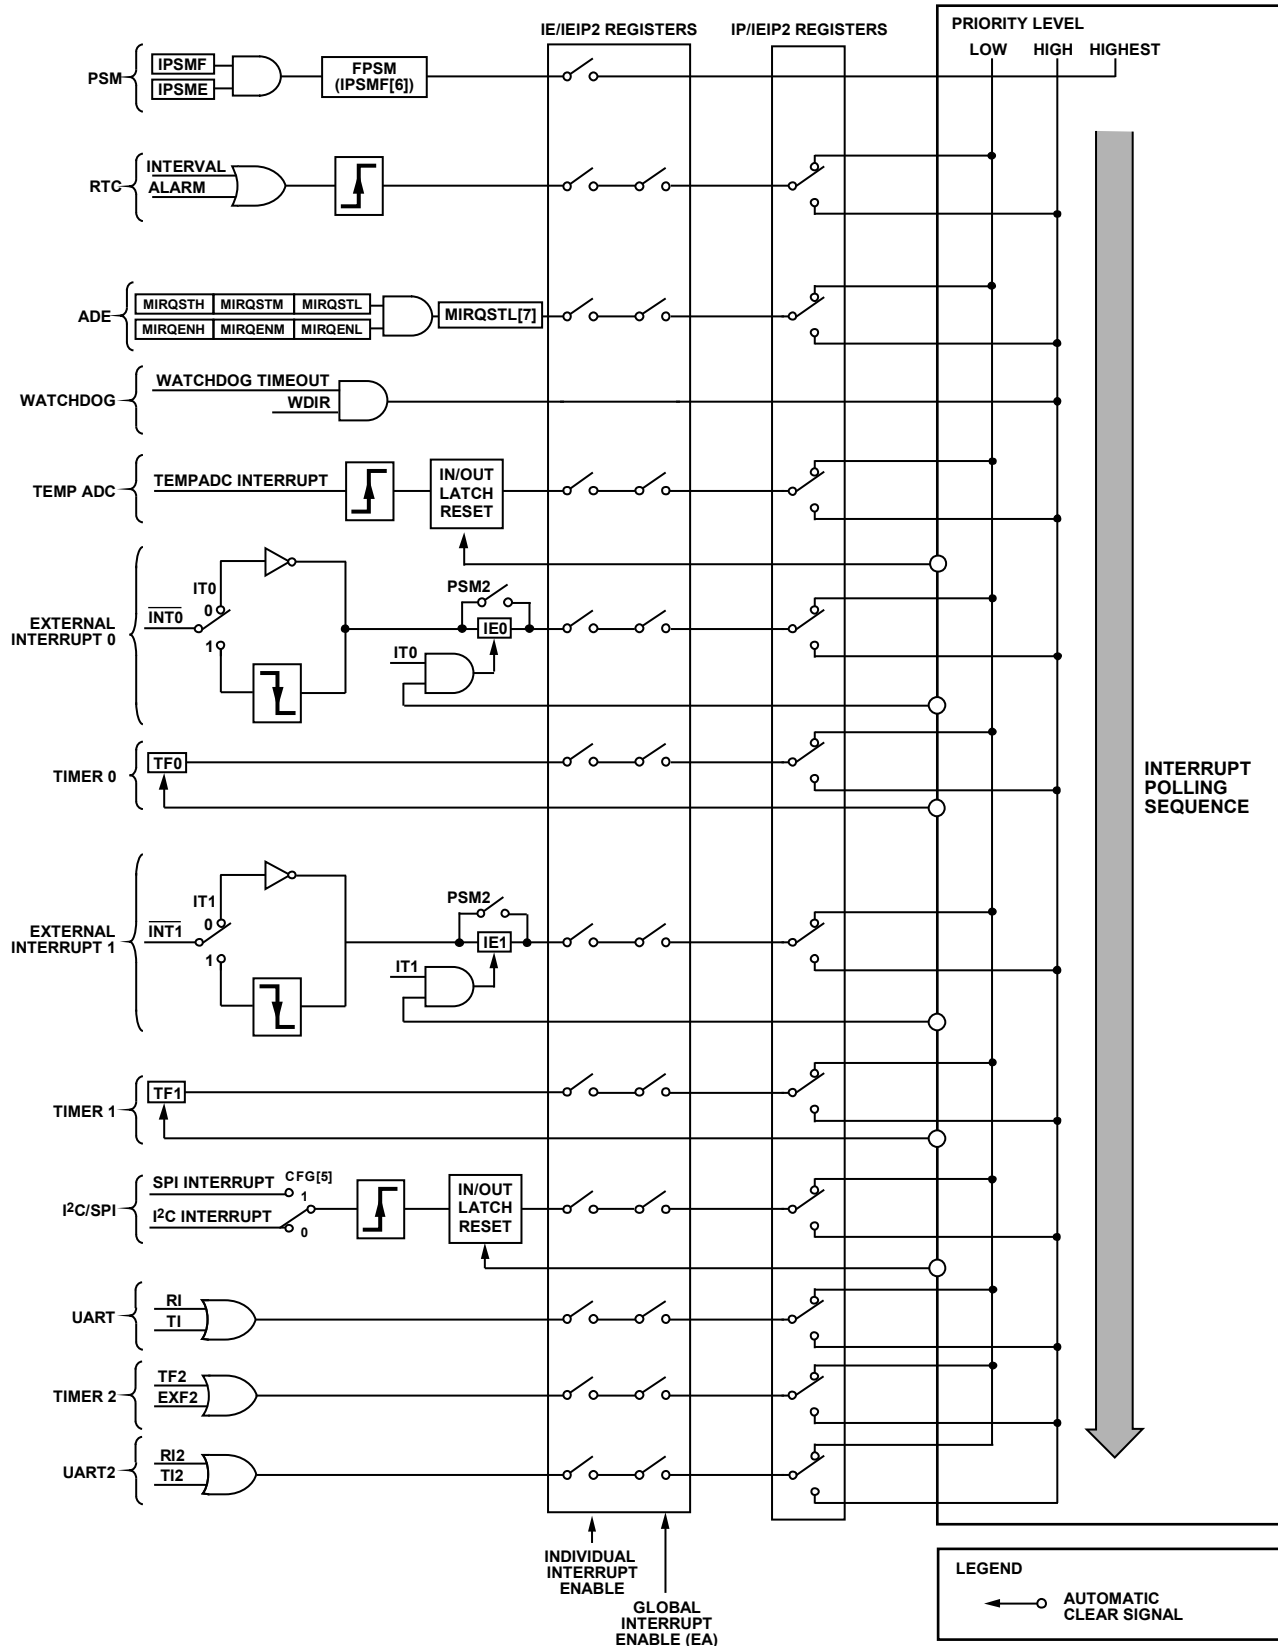 IE/IEIP2 REGISTERS
IP/IEIP2 REGISTERS
PRIORITY LEVEL
LOW
HIGH
HIGHEST
PSM
IPSMF
IPSME
FPSM
(IPSMF[6])
RTC
INTERVAL
ALARM
ADE
MIRQSTH
MIRQSTM
MIRQSTL
MIRQENH
MIRQENM
MIRQENL
MIRQSTL[7]
WATCHDOG
WATCHDOG TIMEOUT
WDIR
TEMP ADC
TEMPADC INTERRUPT
IN/OUT
LATCH
RESET
EXTERNAL
INTERRUPT 0
INT0
IT0
0
1
PSM2
IE0
IT0
TIMER 0
TF0
INTERRUPT
POLLING
SEQUENCE
EXTERNAL
INTERRUPT 1
INT1
IT1
0
1
PSM2
IE1
IT1
TIMER 1
TF1
I2C/SPI
SPI INTERRUPT
CFG[5]
1
I2C INTERRUPT
0
IN/OUT
LATCH
RESET
UART
RI
TI
TIMER 2
TF2
EXF2
UART2
RI2
TI2
INDIVIDUAL
INTERRUPT
ENABLE
GLOBAL
INTERRUPT
ENABLE (EA)
LEGEND
AUTOMATIC
CLEAR SIGNAL